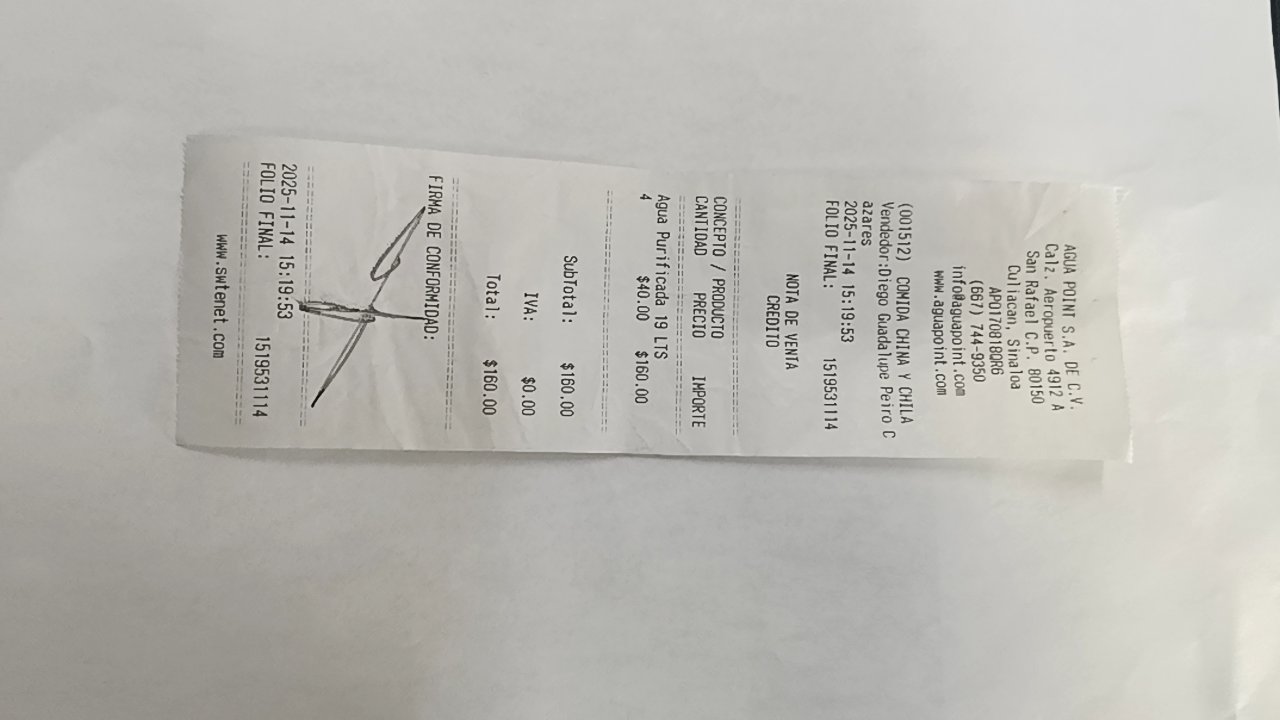 AGUA POINT S.A. DE C.V.
Calz. Aeropuerto 4912 A
San Rafael C.P. 80150
Culiacan, Sinaloa
APO170818QR6
(667) 744-9350
info@aguapoint.com
www.aguapoint.com
(001512) COMIDA CHINA Y CHILA
Vendedor:Diego Guadalupe Peiro C
azares
2025-11-14 15:19:53
FOLIO FINAL: 1519531114
NOTA DE VENTA
CREDITO
CONCEPTO / PRODUCTO
CANTIDAD PRECIO IMPORTE
Agua Purificada 19 LTS
4 $40.00 $160.00
SubTotal: $160.00
IVA: $0.00
Total: $160.00
FIRMA DE CONFORMIDAD:
2025-11-14 15:19:53
FOLIO FINAL: 1519531114
www.swtenet.com